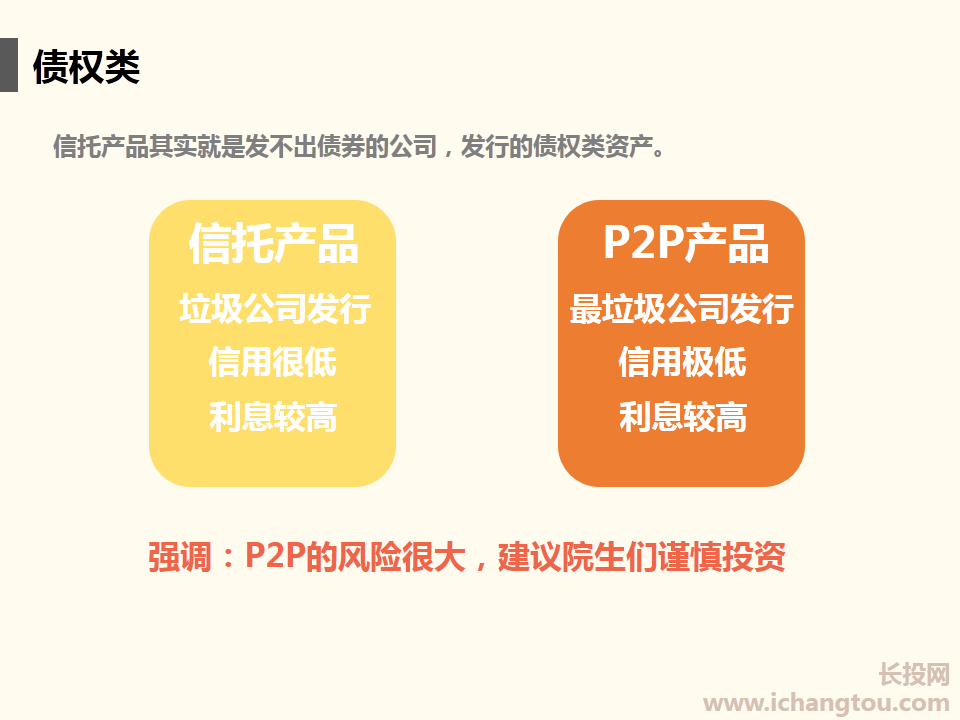 债权类
信托产品其实就是发不出债券的公司，发行的债权类资产。
信托产品
垃圾公司发行
信用很低
利息较高
P2P产品
最垃圾公司发行
信用极低
利息较高
强调：P2P的风险很大，建议院生们谨慎投资
长投网
www.ichangtou.com